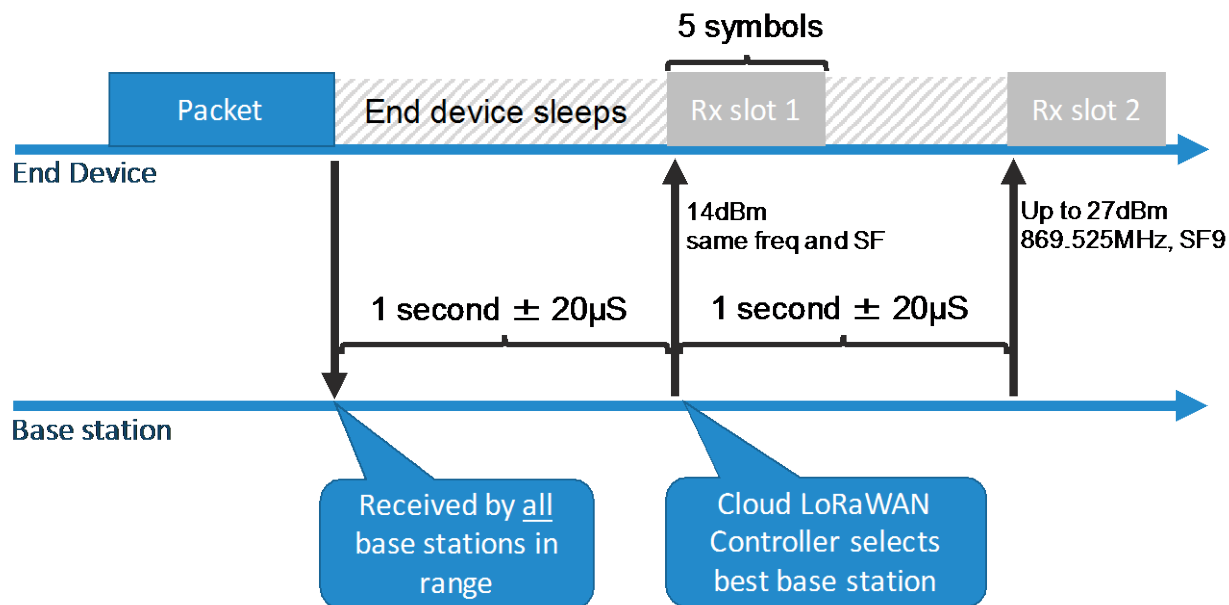 5 symbols
Packet
End device sleeps
Rx slot 1
Rx slot 2
End Device
14dBm
same freq and SF
Up to 27dBm
869.525MHz, SF9
1 second ± 20µS
1 second ± 20µS
Base station
Received by all
base stations in
range
Cloud LoRaWAN
Controller selects
best base station